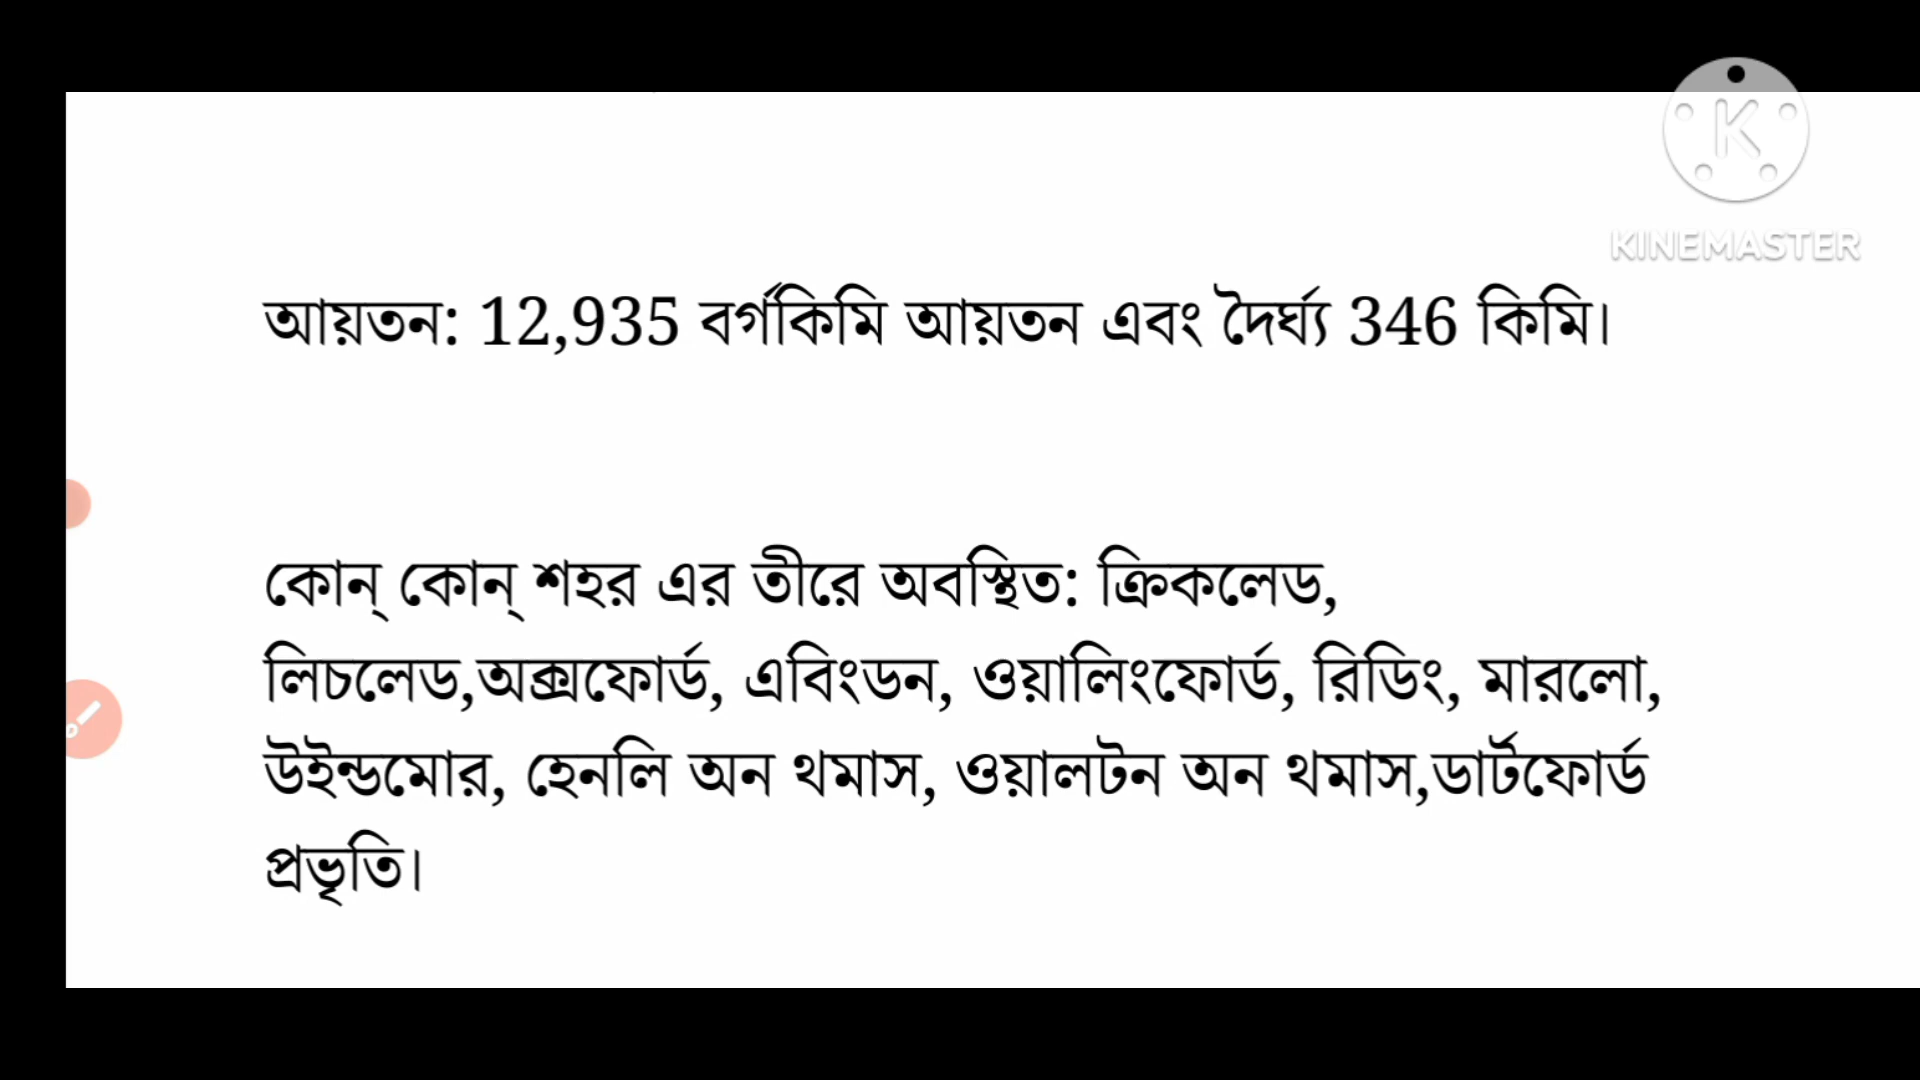 K
KINEMASTER
আয়তন: 12,935 বর্গকিমি আয়তন এবং দৈর্ঘ্য 346 কিমি।
কোন্ কোন্ শহর এর তীরে অবস্থিত: ক্রিকলেড,
লিচলেড,অক্সফোর্ড, এবিংডন, ওয়ালিংফোর্ড, রিডিং, মারলো,
উইন্ডমোর, হেনলি অন থমাস, ওয়ালটন অন থমাস,ডার্টফোর্ড
প্রভৃতি।